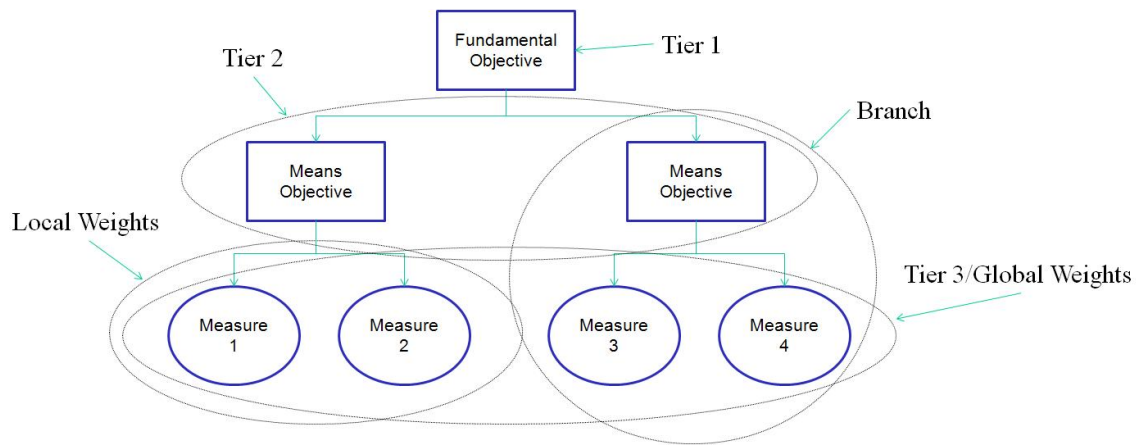 Fundamental
Objective
Tier 1
Tier 2
Branch
Means
Objective
Means
Objective
Local Weights
Tier 3/Global Weights
Measure
1
Measure
2
Measure
3
Measure
4